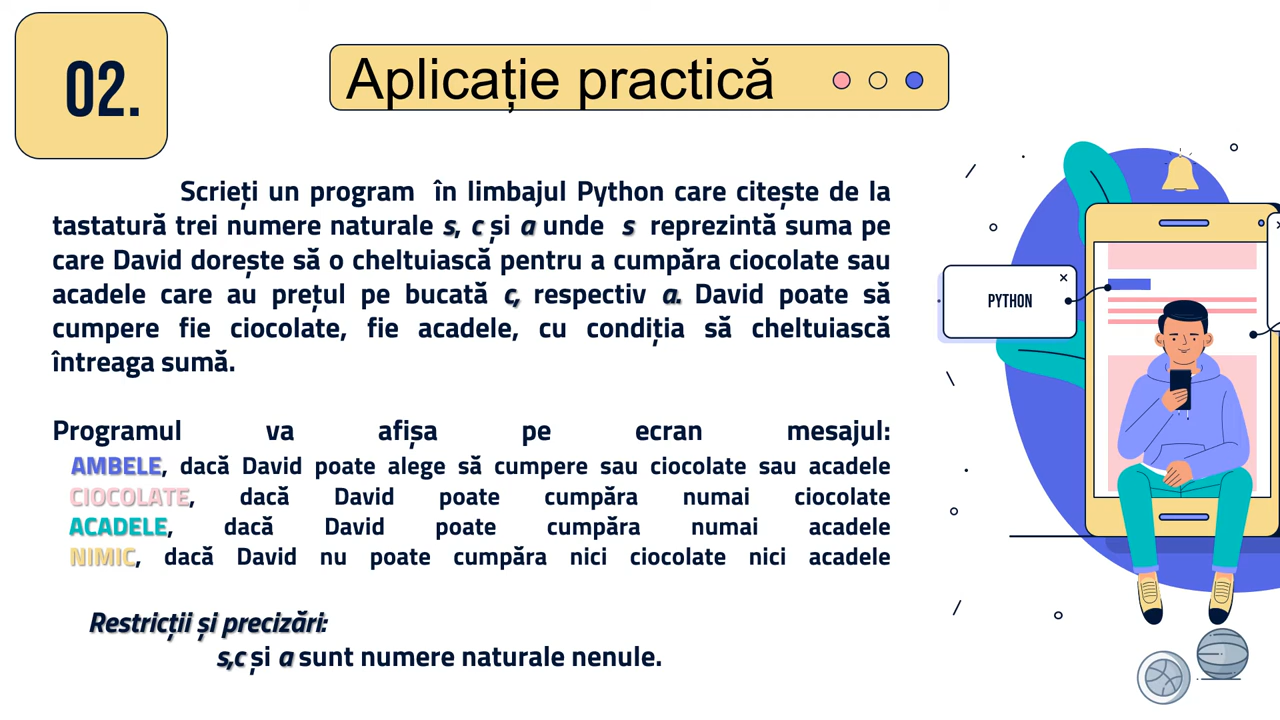 02.
Aplicație practică
Scrieți un program în limbajul Python care citește de la
tastatură trei numere naturale s, c și a unde s reprezintă suma pe
care David dorește să o cheltuiască pentru a cumpăra ciocolate sau
acadele care au prețul pe bucată c, respectiv a. David poate să
cumpere fie ciocolate, fie acadele, cu condiția să cheltuiască
întreaga sumă.
Programul va afișa pe ecran mesajul:
AMBELE, dacă David poate alege să cumpere sau ciocolate sau acadele
CIOCOLATE, dacă David poate cumpăra numai ciocolate
ACADELE, dacă David poate cumpăra numai acadele
NIMIC, dacă David nu poate cumpăra nici ciocolate nici acadele
Restricții și precizări:
s,c și a sunt numere naturale nenule.
PYTHON